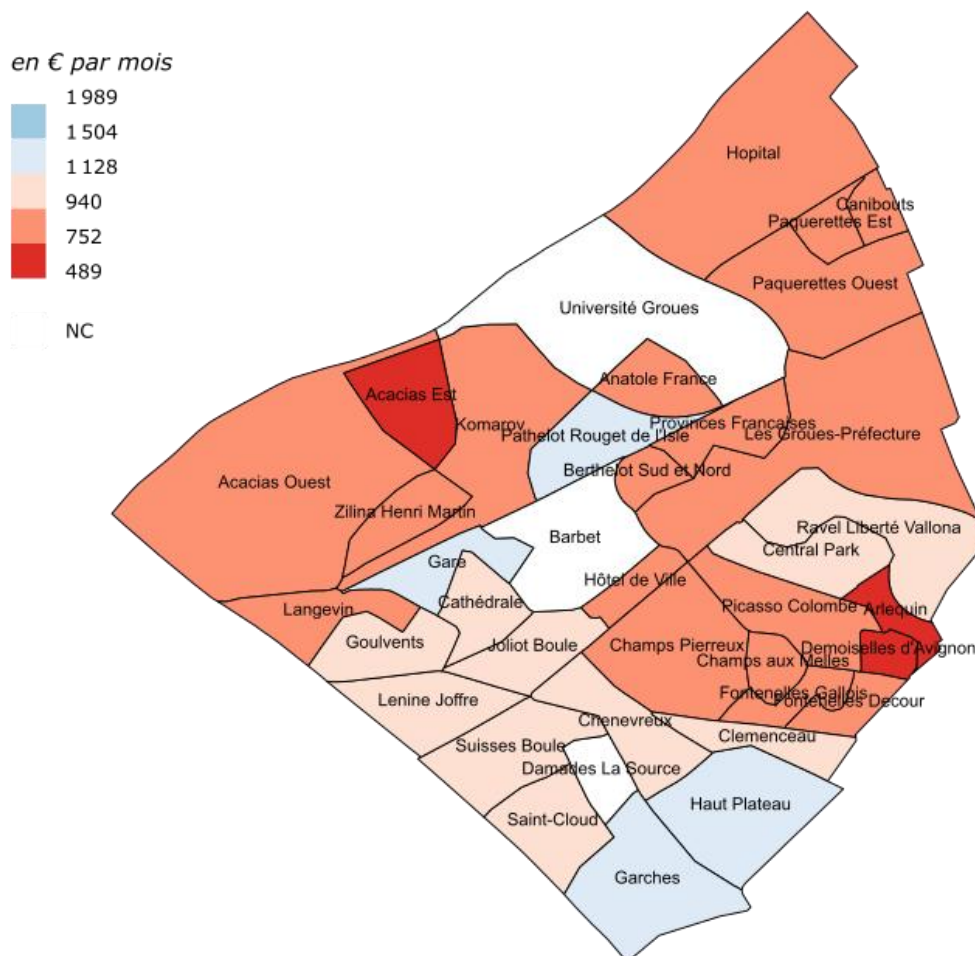 en € par mois
1 989
1 504
1 128
940
752
489
NC
Hopital
Canibouts
Paquerettes Est
Paquerettes Ouest
Université Groues
Anatole France
Acacias Est
Komarov
Provinces Françaises
Pathelot Rouget de l'Isle
Les Groues-Préfecture
Berthelot Sud et Nord
Acacias Ouest
Zilina Henri Martin
Ravel Liberté Vallona
Barbet
Central Park
Gare
Hôtel de Ville
Cathédrale
Picasso Colombe
Arlequin
Langevin
Goulvents
Joliot Boule
Champs Pierreux
Demoiselles d'Avignon
Champs aux Melles
Lenine Joffre
Fontenelles Gallois
Fontenelles Decour
Chenevreux
Clemenceau
Suisses Boule
Damades La Source
Haut Plateau
Saint-Cloud
Garches